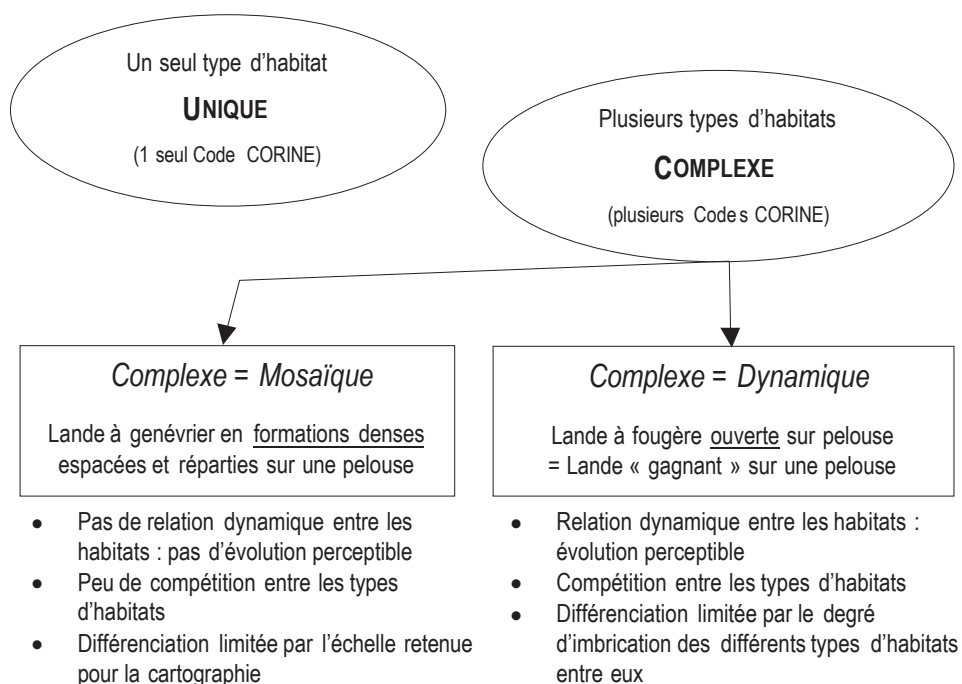 Un seul type d'habitat
UNIQUE
(1 seul Code CORINE)
Plusieurs types d'habitats
COMPLEXE
(plusieurs Codes CORINE)
Complexe = Mosaïque
Lande à genévrier en formations denses
espacées et réparties sur une pelouse
• Pas de relation dynamique entre les
habitats : pas d'évolution perceptible
• Peu de compétition entre les types
d'habitats
• Différenciation limitée par l'échelle retenue
pour la cartographie
Complexe = Dynamique
Lande à fougère ouverte sur pelouse
= Lande « gagnant » sur une pelouse
• Relation dynamique entre les habitats :
évolution perceptible
• Compétition entre les types d'habitats
• Différenciation limitée par le degré
d'imbrication des différents types d'habitats
entre eux